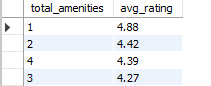 total_amenities avg_rating
1 4.88
2 4.42
4 4.39
3 4.27